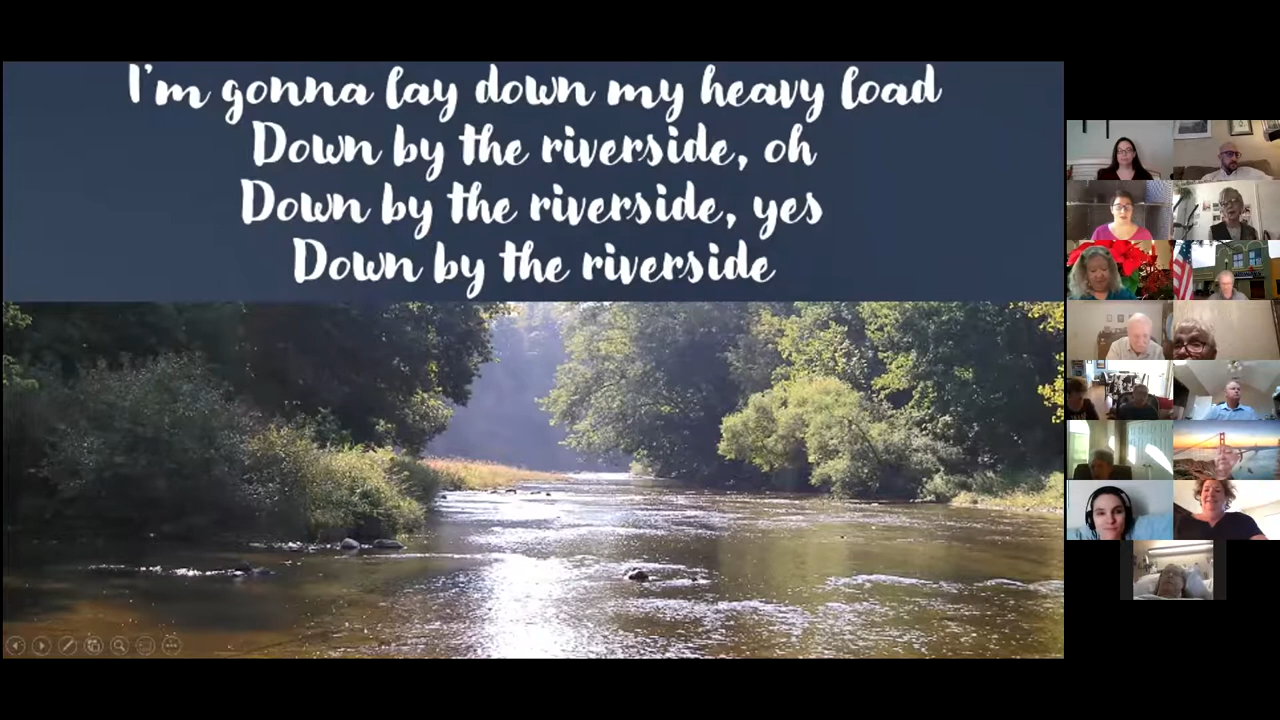 I'm gonna lay down my heavy load
Down by the riverside, oh
Down by the riverside, yes
Down by the riverside